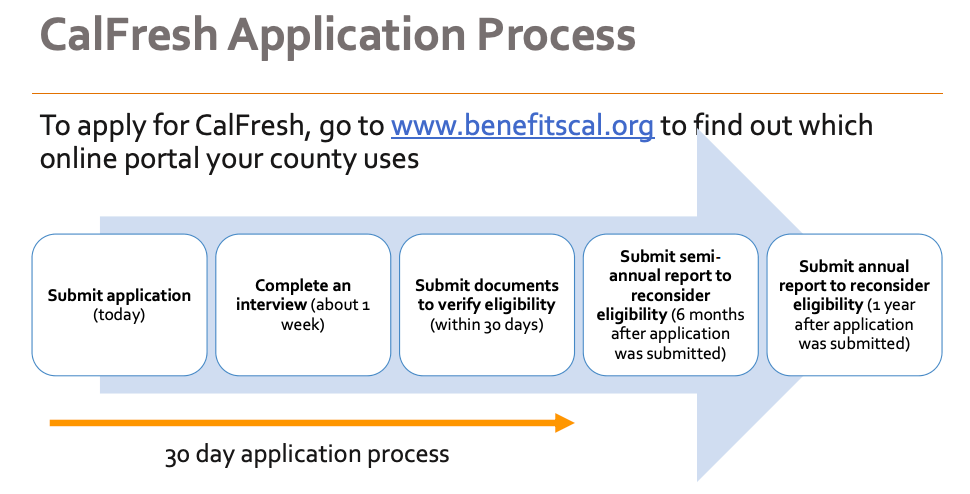 CalFresh Application Process
To apply for CalFresh, go to www.benefitscal.org to find out which
online portal your county uses
Submit application
(today)
Complete an
interview (about 1
week)
Submit documents
to verify eligibility
(within 30 days)
Submit semi-
annual report to
reconsider
eligibility (6 months
after application
was submitted)
Submit annual
report to reconsider
eligibility (1 year
after application
was submitted)
30 day application process